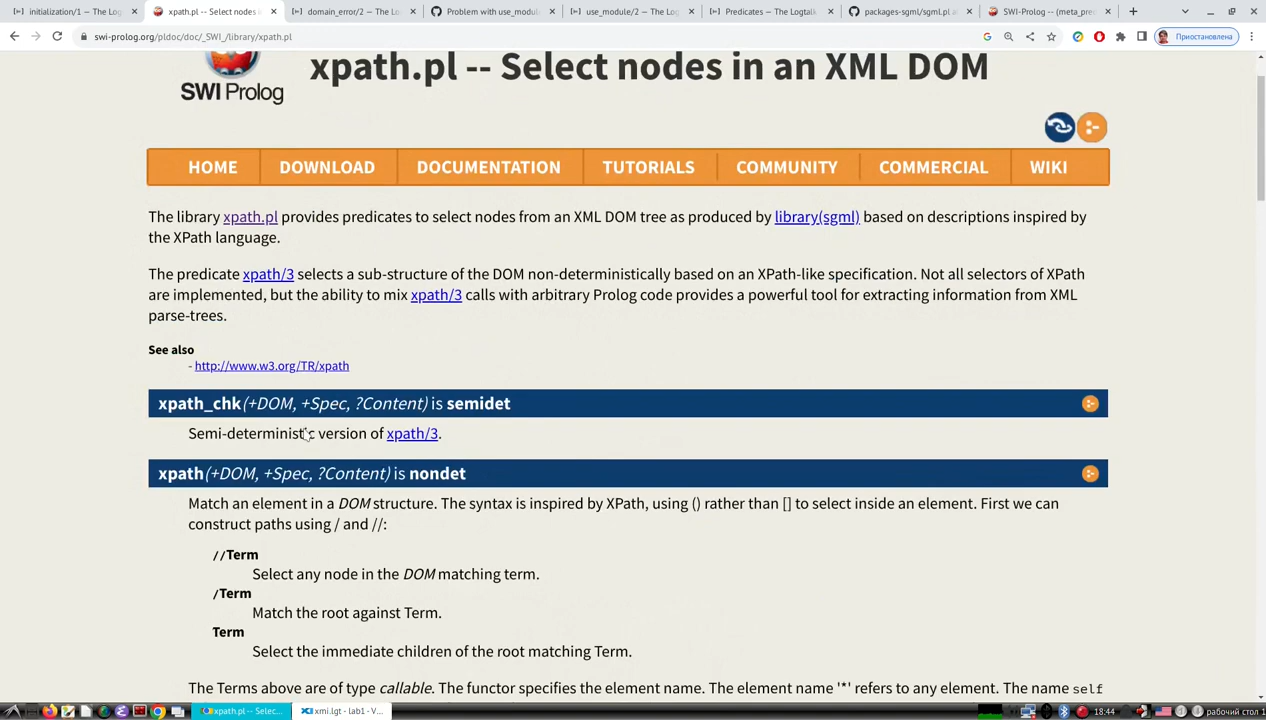 initialization/1 — The Logt
xpath.pl -- Select nodes in
domain_error/2 — The Lo
Problem with use_module
use_module/2 — The Log
Predicates — The Logtalk
packages-sgml/sgml.pl at
SWI-Prolog -- (meta_pre
swi-prolog.org/pldoc/doc/_SWI_/library/xpath.pl
Приостановлена
SWI Prolog
xpath.pl -- Select nodes in an XML DOM
HOME
DOWNLOAD
DOCUMENTATION
TUTORIALS
COMMUNITY
COMMERCIAL
WIKI
The library xpath.pl provides predicates to select nodes from an XML DOM tree as produced by library(sgml) based on descriptions inspired by
the XPath language.
The predicate xpath/3 selects a sub-structure of the DOM non-deterministically based on an XPath-like specification. Not all selectors of XPath
are implemented, but the ability to mix xpath/3 calls with arbitrary Prolog code provides a powerful tool for extracting information from XML
parse-trees.
See also
- http://www.w3.org/TR/xpath
xpath_chk(+DOM, +Spec, ?Content) is semidet
Semi-deterministic version of xpath/3.
xpath(+DOM, +Spec, ?Content) is nondet
Match an element in a DOM structure. The syntax is inspired by XPath, using () rather than [] to select inside an element. First we can
construct paths using / and //:
//Term
Select any node in the DOM matching term.
/Term
Match the root against Term.
Term
Select the immediate children of the root matching Term.
The Terms above are of type callable. The functor specifies the element name. The element name '*' refers to any element. The name self
xpath.pl -- Selec...
xmi.lgt - lab1 - V...
18:44
рабочий стол 1